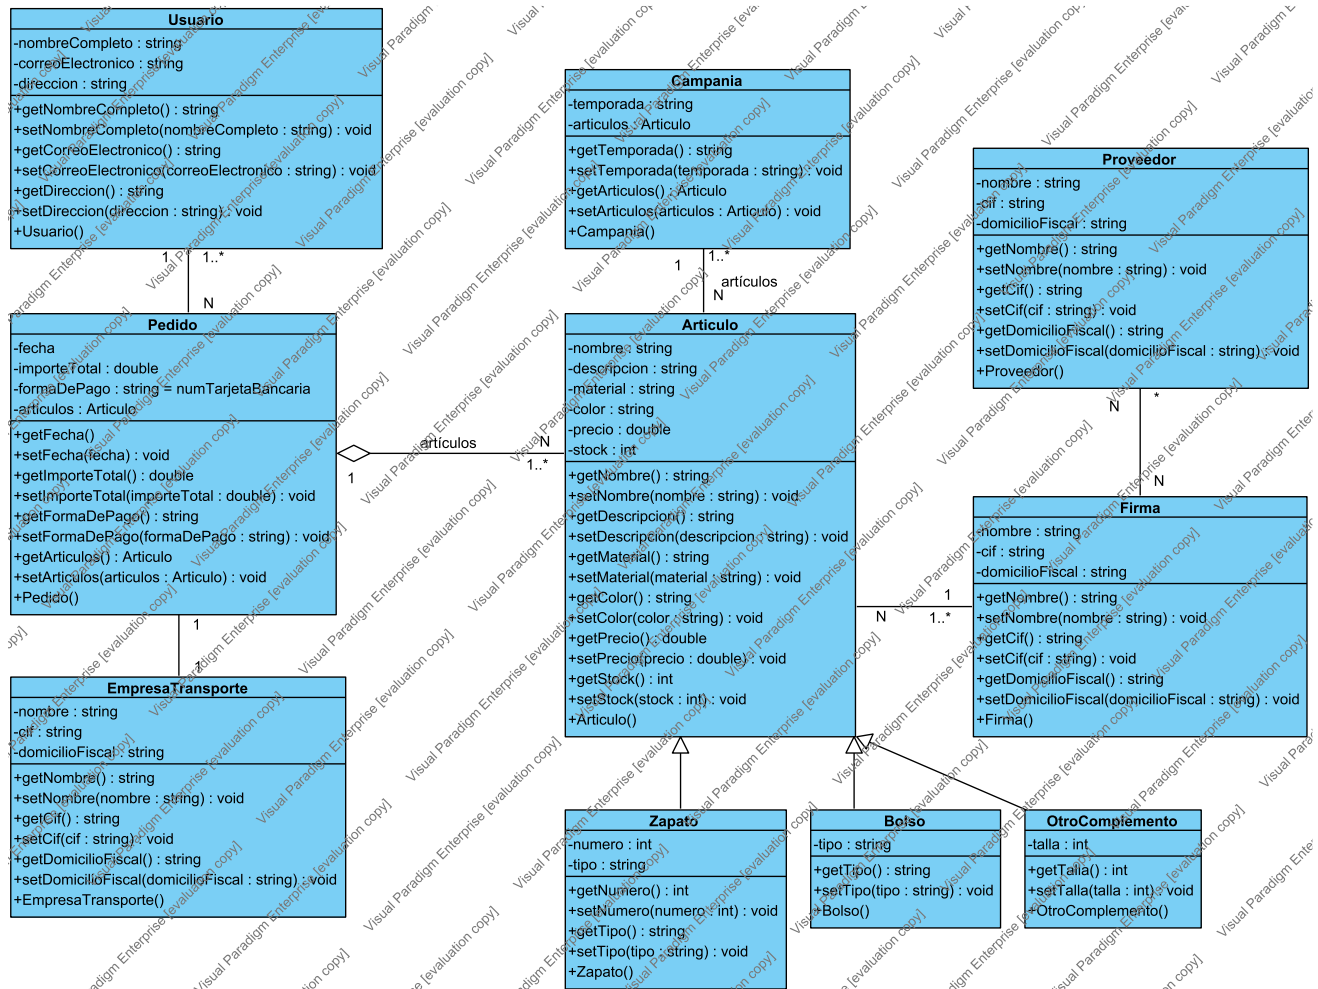 Usuario
-nombreCompleto : string
-correoElectronico : string
-direccion : string
+getNombreCompleto() : string
+setNombreCompleto(nombreCompleto : string) : void
+getCorreoElectronico() : string
+setCorreoElectronico(correoElectronico : string) : void
+getDireccion() : string
+setDireccion(direccion : string) : void
+Usuario()
1
1..*
N
Campania
-temporada : string
-articulos : Articulo
+getTemporada() : string
+setTemporada(temporada : string) : void
+getArticulos() : Articulo
+setArticulos(articulos : Articulo) : void
+Campania()
1
1..*
artículos
N
Proveedor
-nombre : string
-cif : string
-domicilioFiscal : string
+getNombre() : string
+setNombre(nombre : string) : void
+getCif() : string
+setCif(cif : string) : void
+getDomicilioFiscal() : string
+setDomicilioFiscal(domicilioFiscal : string) : void
+Proveedor()
N
*
N
Pedido
-fecha
-importeTotal : double
-formaDePago : string = numTarjetaBancaria
-articulos : Articulo
+getFecha()
+setFecha(fecha) : void
+getImporteTotal() : double
+setImporteTotal(importeTotal : double) : void
+getFormaDePago() : string
+setFormaDePago(formaDePago : string) : void
+getArticulos() : Articulo
+setArticulos(articulos : Articulo) : void
+Pedido()
artículos
N
1
1..*
1
1
Articulo
-nombre : string
-descripcion : string
-material : string
-color : string
-precio : double
-stock : int
+getNombre() : string
+setNombre(nombre : string) : void
+getDescripcion() : string
+setDescripcion(descripcion : string) : void
+getMaterial() : string
+setMaterial(material : string) : void
+getColor() : string
+setColor(color : string) : void
+getPrecio() : double
+setPrecio(precio : double) : void
+getStock() : int
+setStock(stock : int) : void
+Articulo()
1
N
1..*
Firma
-nombre : string
-cif : string
-domicilioFiscal : string
+getNombre() : string
+setNombre(nombre : string) : void
+getCif() : string
+setCif(cif : string) : void
+getDomicilioFiscal() : string
+setDomicilioFiscal(domicilioFiscal : string) : void
+Firma()
EmpresaTransporte
-nombre : string
-cif : string
-domicilioFiscal : string
+getNombre() : string
+setNombre(nombre : string) : void
+getCif() : string
+setCif(cif : string) : void
+getDomicilioFiscal() : string
+setDomicilioFiscal(domicilioFiscal : string) : void
+EmpresaTransporte()
Zapato
-numero : int
-tipo : string
+getNumero() : int
+setNumero(numero : int) : void
+getTipo() : string
+setTipo(tipo : string) : void
+Zapato()
Bolso
-tipo : string
+getTipo() : string
+setTipo(tipo : string) : void
+Bolso()
OtroComplemento
-talla : int
+getTalla() : int
+setTalla(talla : int) : void
+OtroComplemento()
Visual Paradigm Enterprise [evaluation copy]